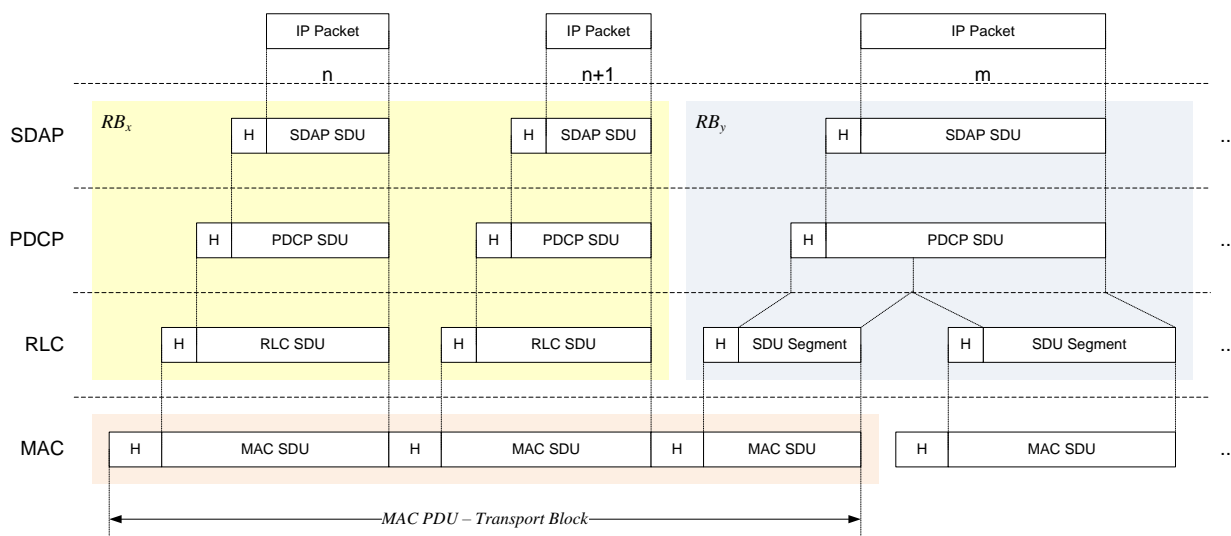 IP Packet IP Packet IP Packet
n n+1 m
RBx RBy
SDAP H SDAP SDU H SDAP SDU H SDAP SDU ..
PDCP H PDCP SDU H PDCP SDU H PDCP SDU ..
RLC H RLC SDU H RLC SDU H SDU Segment H SDU Segment ..
MAC H MAC SDU H MAC SDU H MAC SDU H MAC SDU ..
MAC PDU – Transport Block